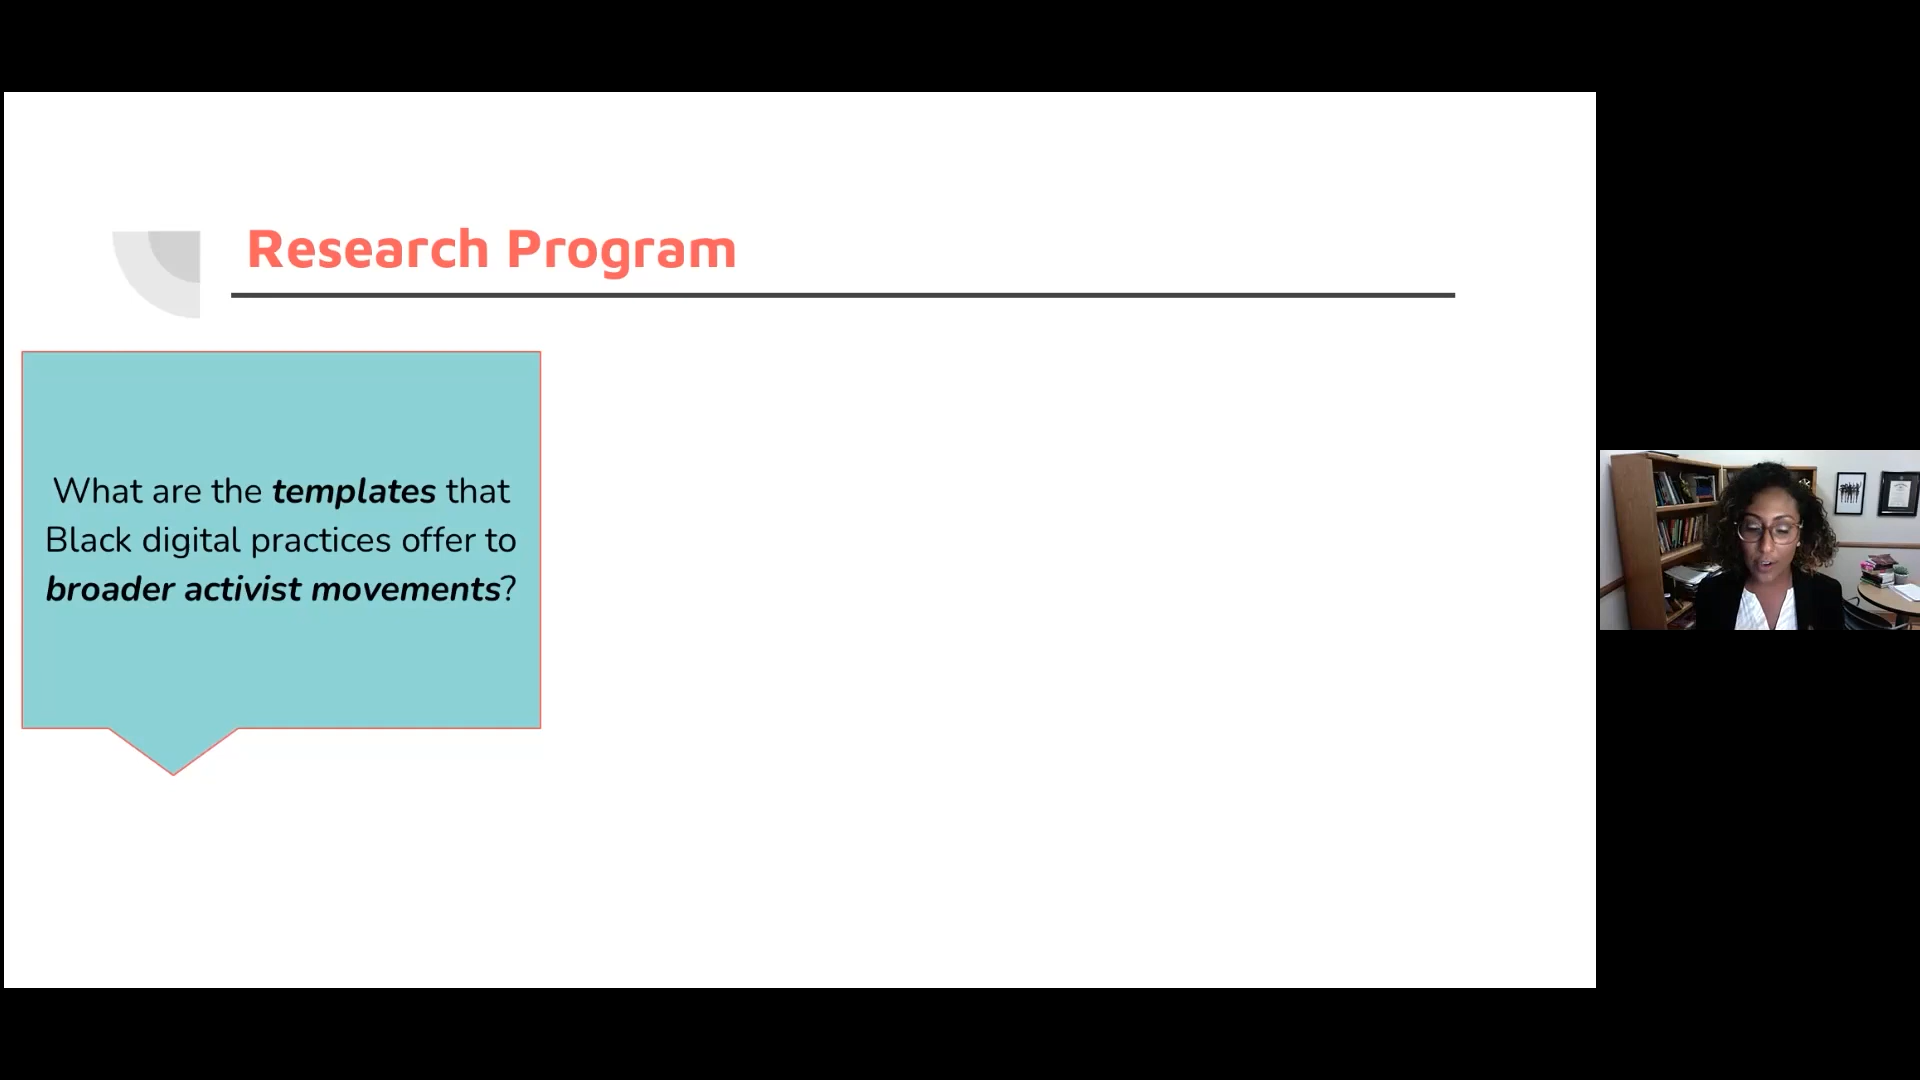 Research Program
What are the templates that
Black digital practices offer to
broader activist movements?